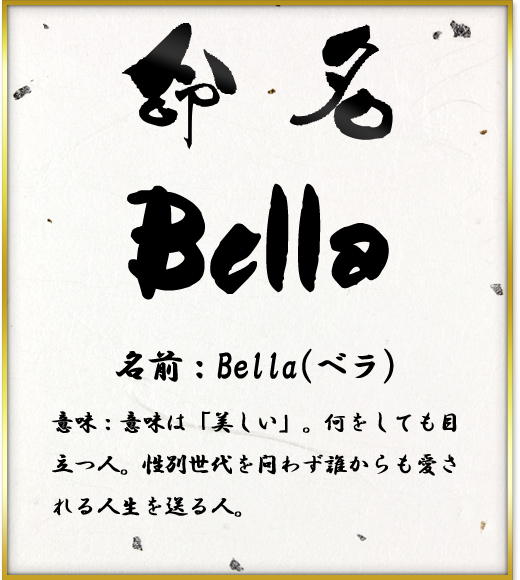 命名
Bella
名前：Bella(ベラ)
意味：意味は「美しい」。何をしても目
立つ人。性別世代を問わず誰からも愛さ
れる人生を送る人。